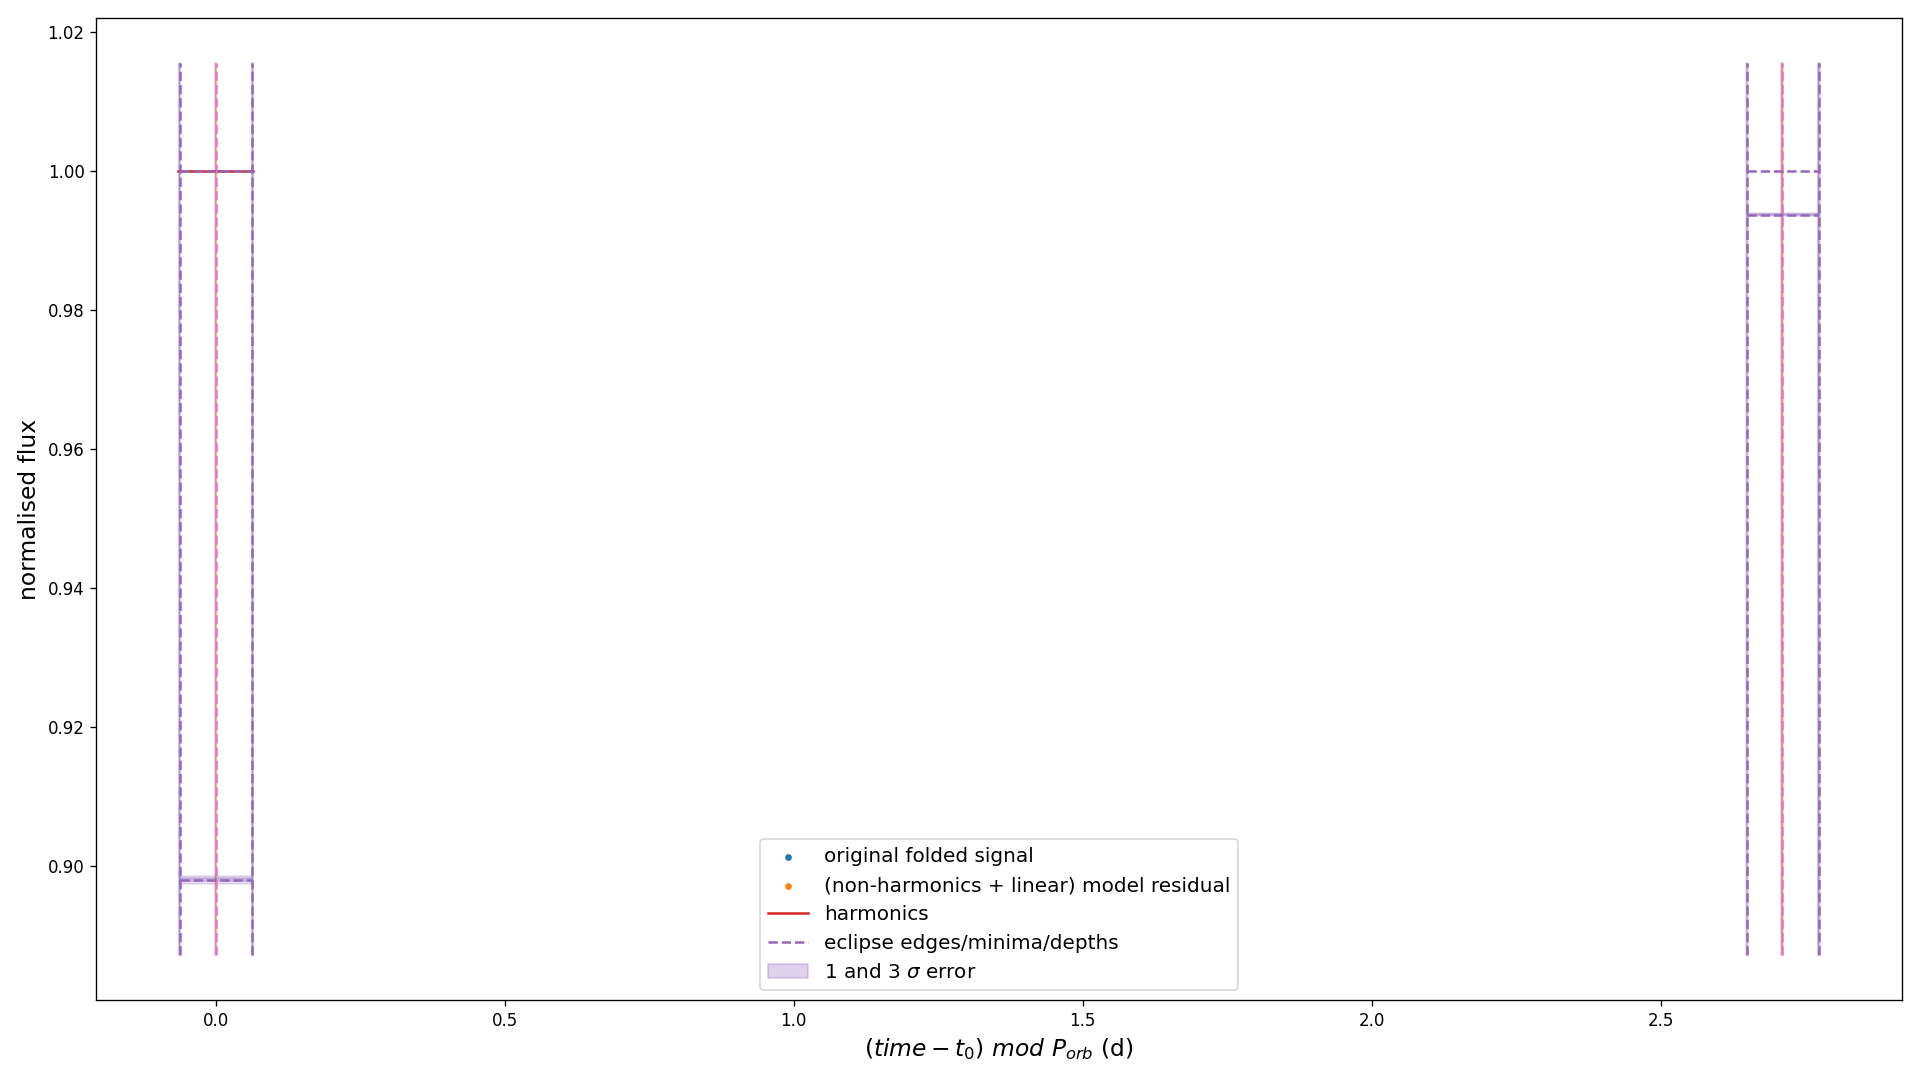 1.02
1.00
0.98
0.96
0.94
0.92
0.90
normalised flux
original folded signal
(non-harmonics + linear) model residual
harmonics
eclipse edges/minima/depths
1 and 3 σ error
0.0 0.5 1.0 1.5 2.0 2.5
(time − t₀) mod P_orb (d)